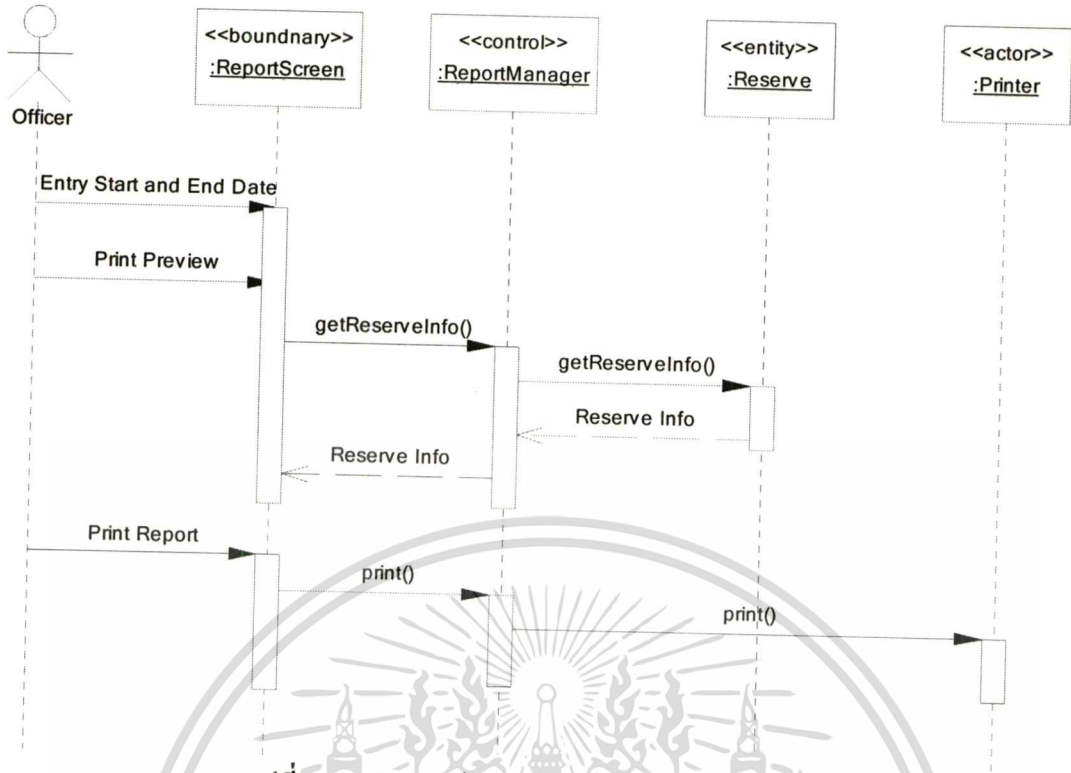 Officer
<<boundnary>>
:ReportScreen
<<control>>
:ReportManager
<<entity>>
:Reserve
<<actor>>
:Printer
Entry Start and End Date
Print Preview
getReserveInfo()
getReserveInfo()
Reserve Info
Reserve Info
Print Report
print()
print()